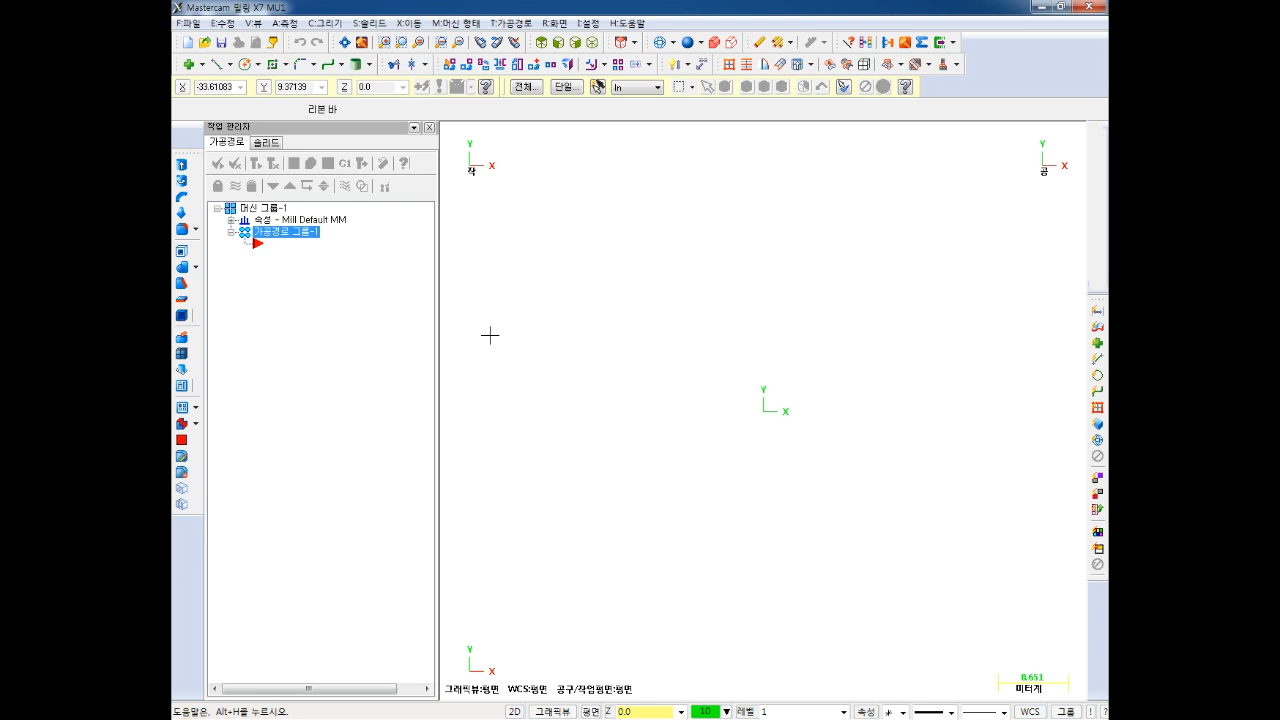 Mastercam 밀링 X7 MU1
F:파일 E:수정 V:뷰 A:측정 C:그리기 S:솔리드 X:이동 M:머신 형태 T:가공경로 R:화면 I:설정 H:도움말
X -33.61083 Y 9.37139 Z 0.0 전체... 단일... In
리본 바
작업 관리자
가공경로 솔리드
G1
머신 그룹-1
속성 - Mill Default MM
가공경로 그룹-1
Y X
작
Y X
공
Y X
Y X
8.651
미터계
그래픽뷰:평면 WCS:평면 공구/작업평면:평면
도움말은, Alt+H를 누르시오. 2D 그래픽뷰 평면 Z 0.0 10 레벨 1 속성 WCS 그룹 ! ?